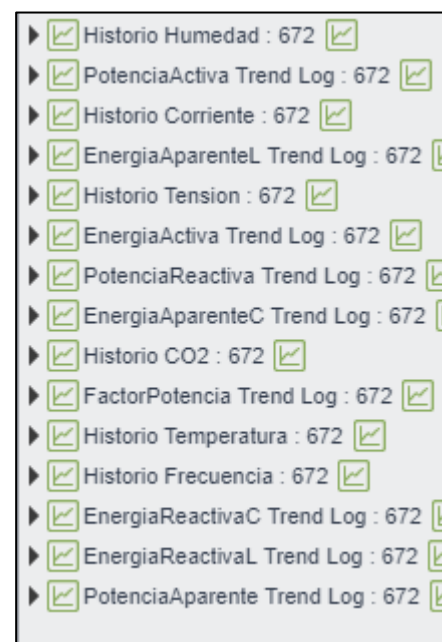 Historio Humedad : 672
PotenciaActiva Trend Log : 672
Historio Corriente : 672
EnergiaAparenteL Trend Log : 672
Historio Tension : 672
EnergiaActiva Trend Log : 672
PotenciaReactiva Trend Log : 672
EnergiaAparenteC Trend Log : 672
Historio CO2 : 672
FactorPotencia Trend Log : 672
Historio Temperatura : 672
Historio Frecuencia : 672
EnergiaReactivaC Trend Log : 672
EnergiaReactivaL Trend Log : 672
PotenciaAparente Trend Log : 672